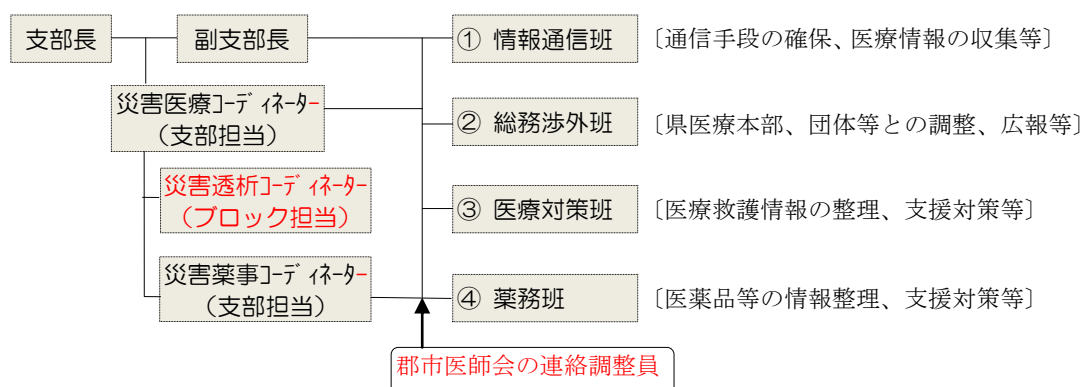 支部長
副支部長
① 情報通信班
〔通信手段の確保、医療情報の収集等〕
災害医療ｺｰﾃﾞｨﾈｰﾀｰ
（支部担当）
② 総務渉外班
〔県医療本部、団体等との調整、広報等〕
災害透析ｺｰﾃﾞｨﾈｰﾀｰ
（ブロック担当）
③ 医療対策班
〔医療救護情報の整理、支援対策等〕
災害薬事ｺｰﾃﾞｨﾈｰﾀｰ
（支部担当）
④ 薬務班
〔医薬品等の情報整理、支援対策等〕
郡市医師会の連絡調整員